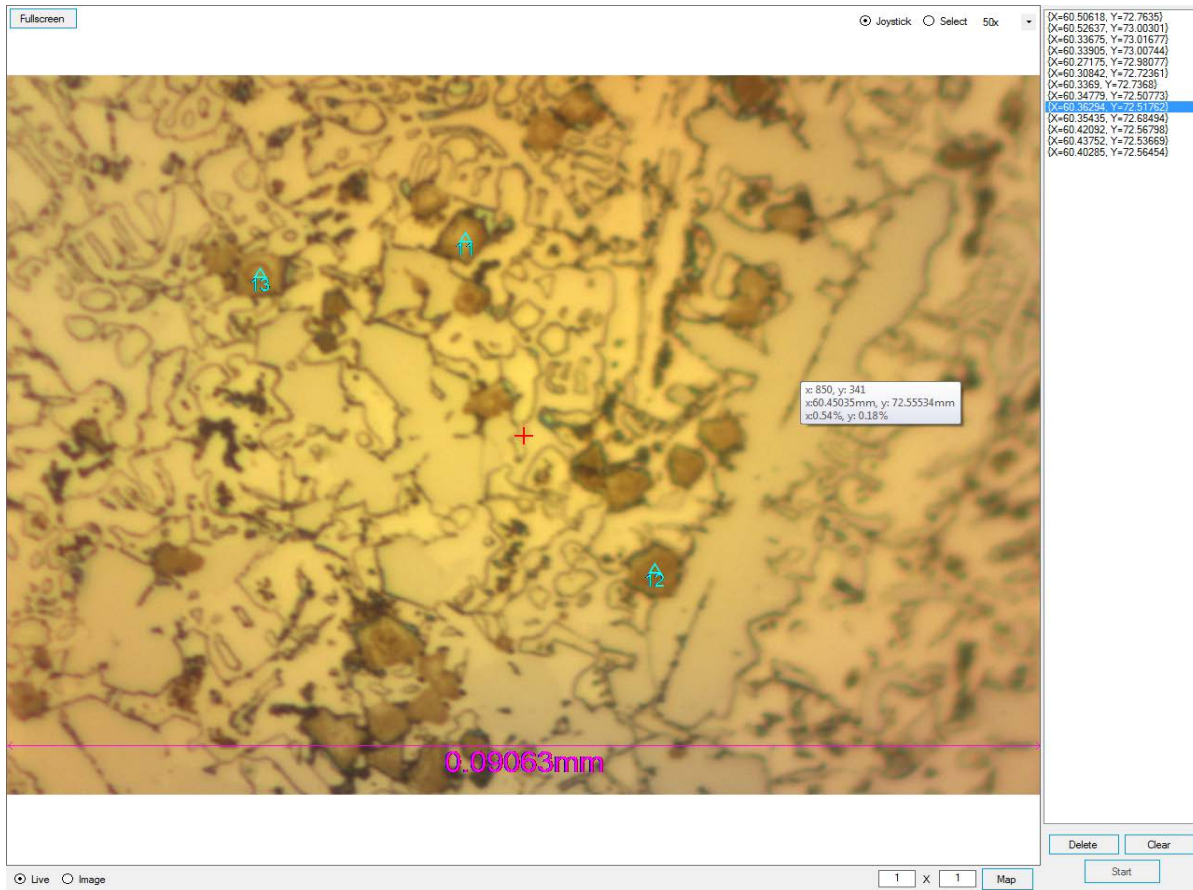 Fullscreen
Joystick Select 50x
{X=60.50618, Y=72.7635}
{X=60.52637, Y=73.00301}
{X=60.33675, Y=73.01677}
{X=60.33905, Y=73.00744}
{X=60.27175, Y=72.98077}
{X=60.30842, Y=72.72361}
{X=60.3369, Y=72.7368}
{X=60.34779, Y=72.50773}
{X=60.36294, Y=72.51762}
{X=60.35435, Y=72.68494}
{X=60.42092, Y=72.56798}
{X=60.43752, Y=72.53669}
{X=60.40285, Y=72.56454}
11
13
x: 850, y: 341
x:60.45035mm, y: 72.55534mm
x:0.54%, y: 0.18%
12
0.09063mm
Delete Clear
Start
Live Image 1 X 1 Map